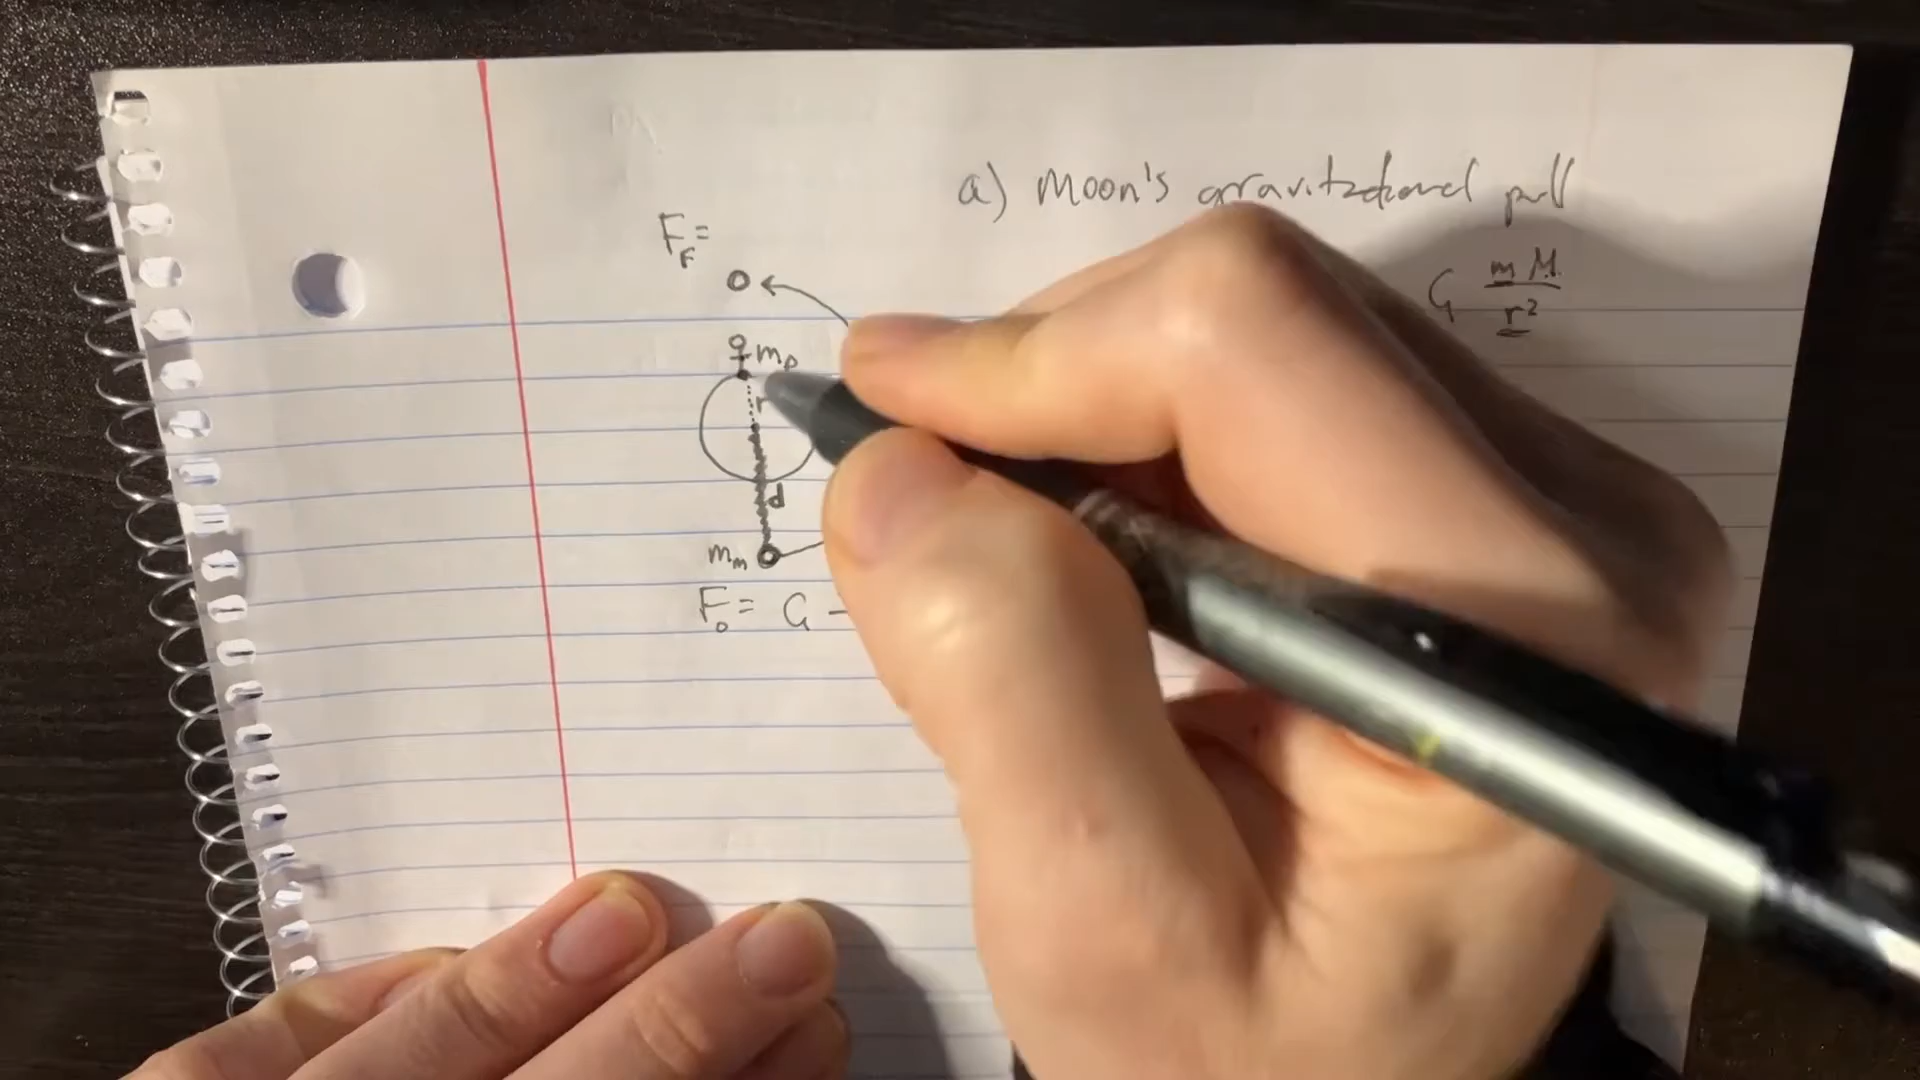 a) Moon's gravitational pull
F_F =
G mM/r²
m_p
r
d
m_m
F_o = G -